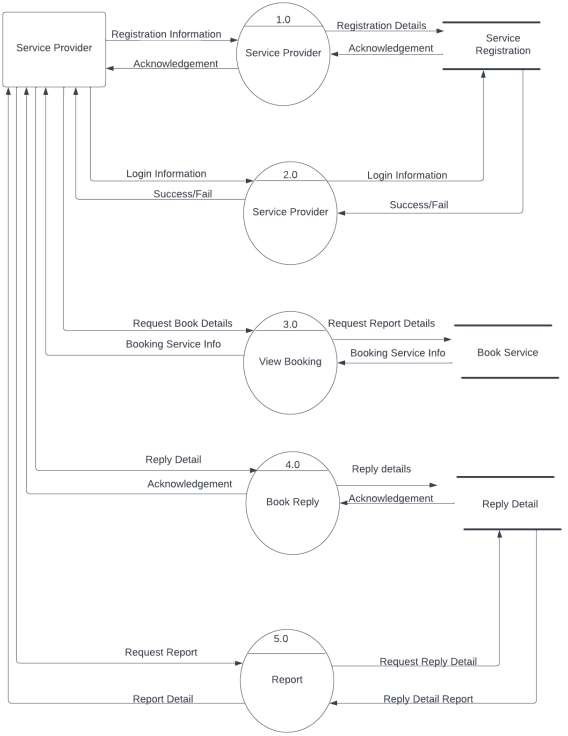 1.0
Registration Information
Registration Details
Service Provider
Service Provider
Service
Registration
Acknowledgement
Acknowledgement
2.0
Login Information
Login Information
Success/Fail
Success/Fail
Service Provider
3.0
Request Book Details
Request Report Details
Booking Service Info
Booking Service Info
View Booking
Book Service
4.0
Reply Detail
Reply details
Acknowledgement
Acknowledgement
Book Reply
Reply Detail
5.0
Request Report
Request Reply Detail
Report
Report Detail
Reply Detail Report